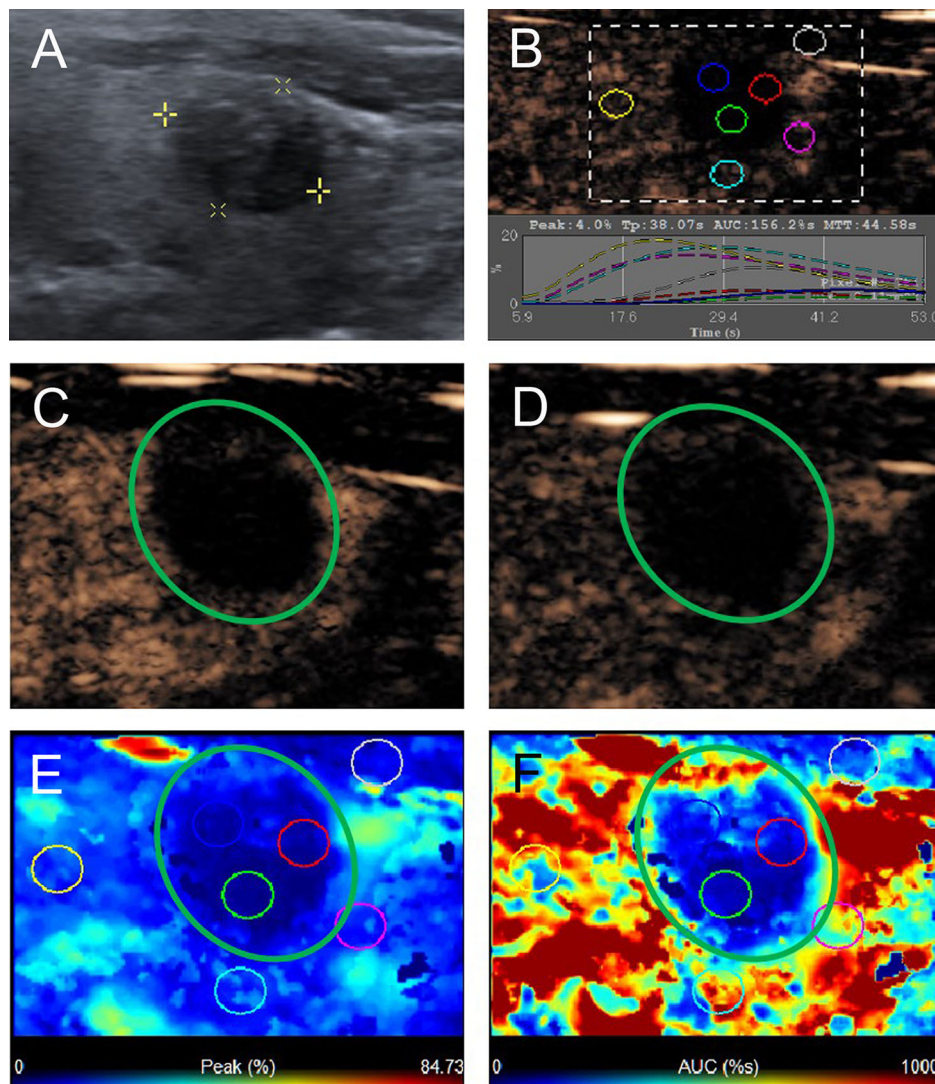 A
B
Peak:4.0% Tp:38.07s AUC:156.2%s MTT:44.58s
20
%s
0
5.9 17.6 29.4 41.2 53.0
Time (s)
C
D
E
F
0 Peak (%) 84.73
0 AUC (%s) 1000